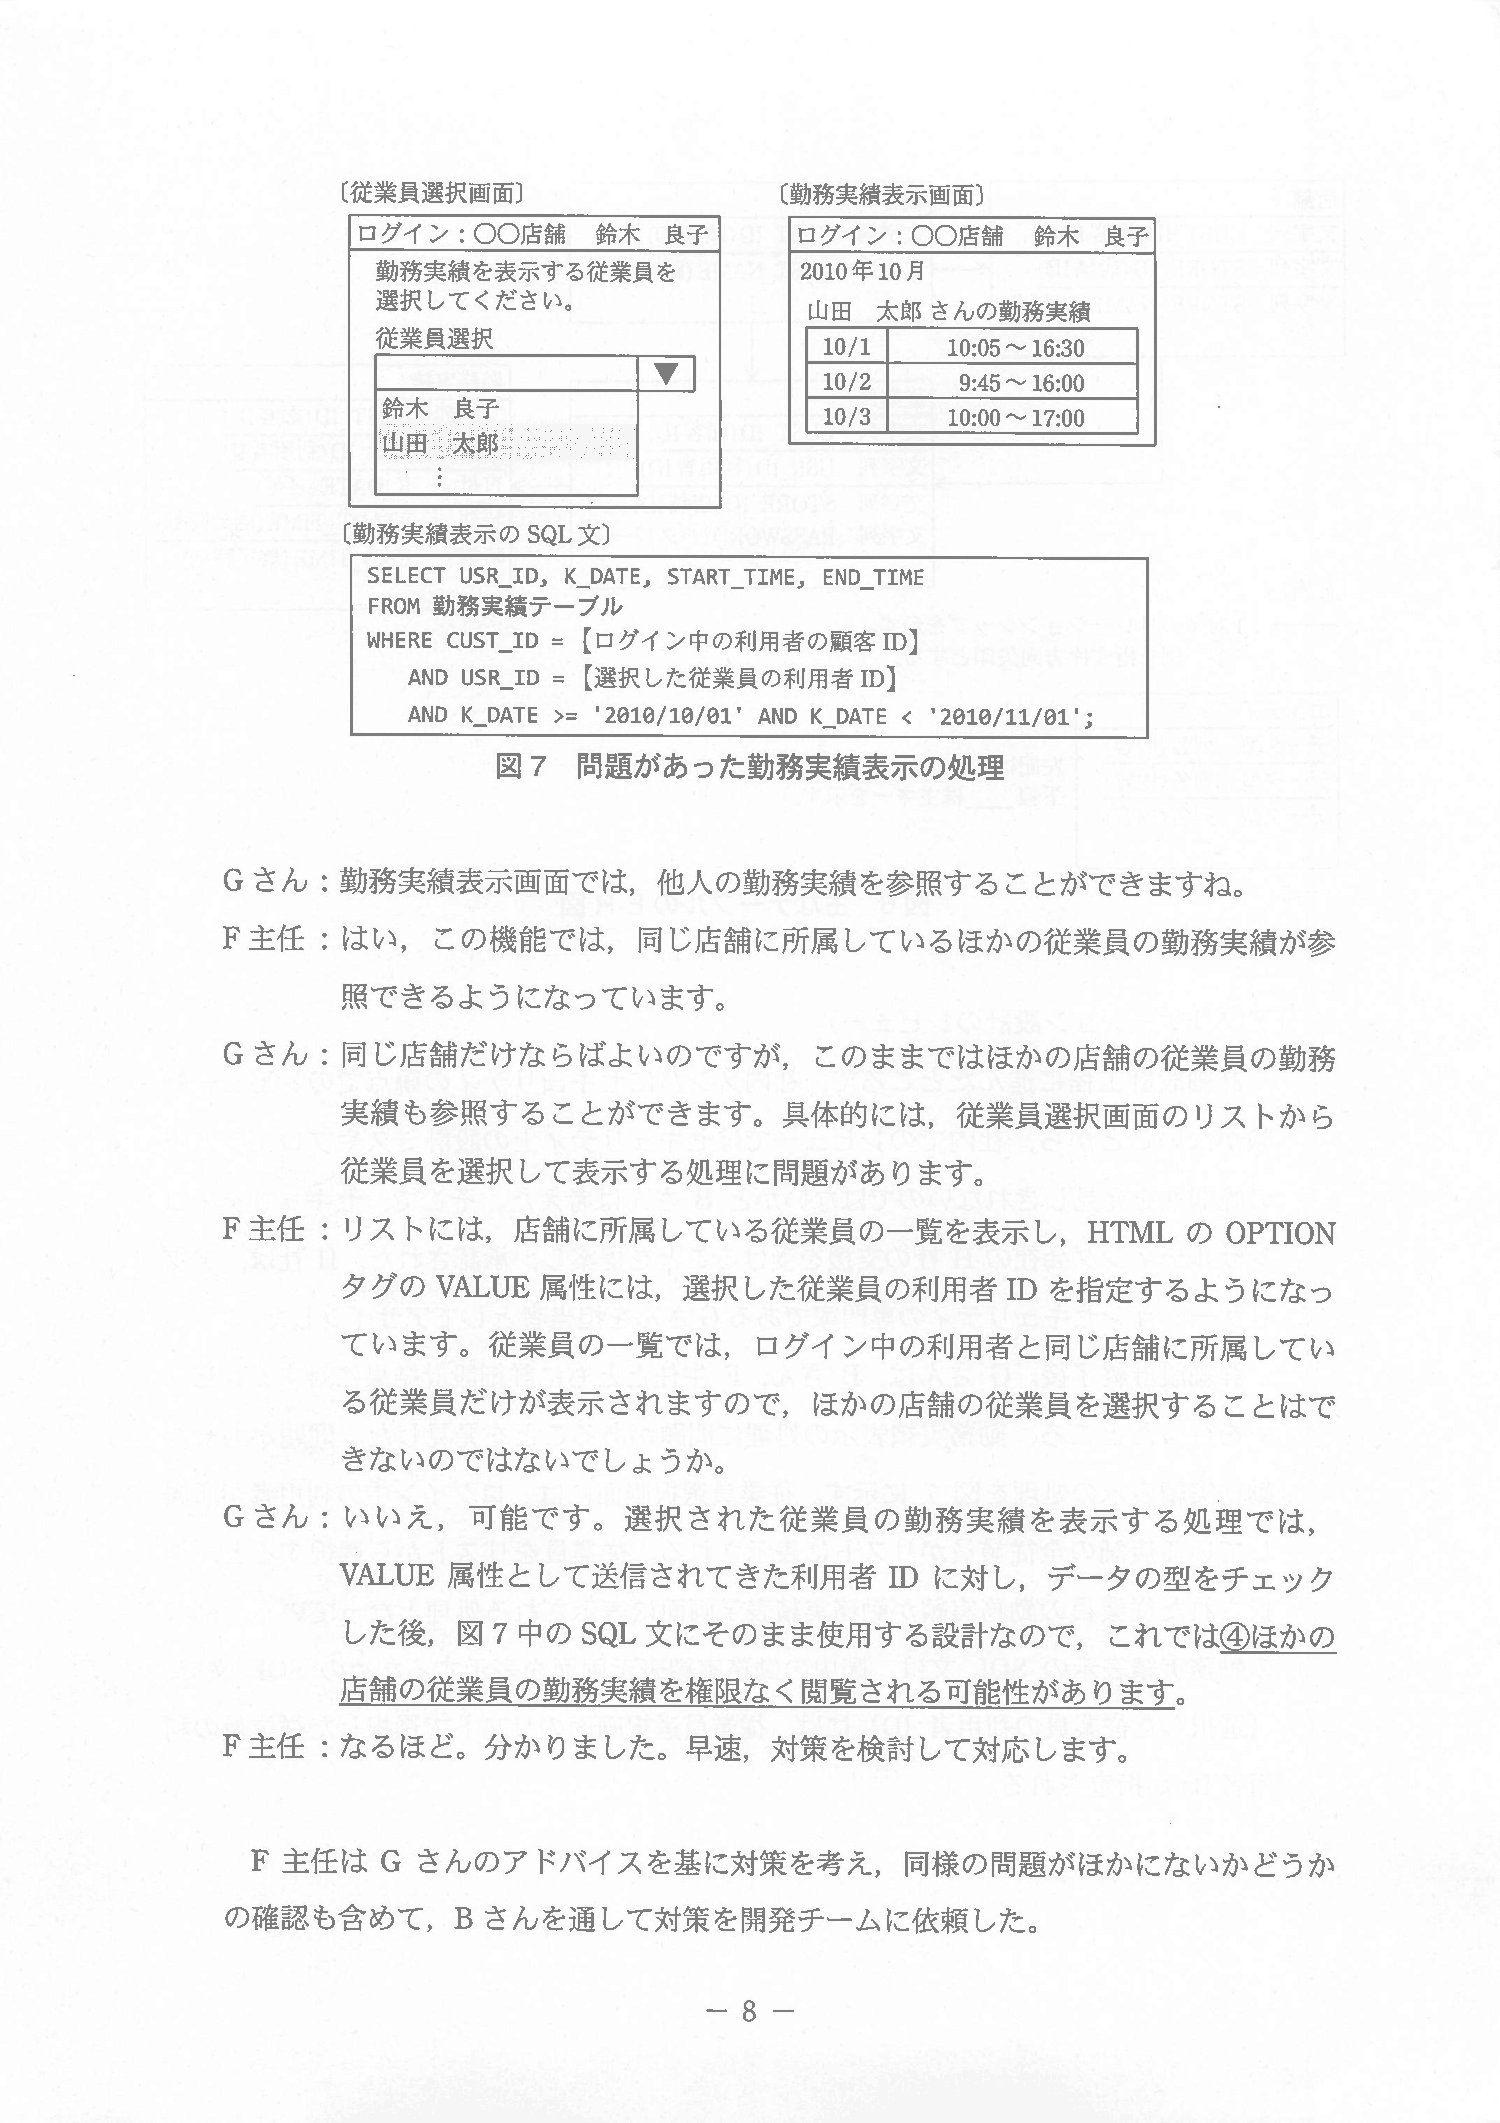 〔従業員選択画面〕
ログイン：〇〇店舗　鈴木　良子
勤務実績を表示する従業員を
選択してください。
従業員選択
▼
鈴木　良子
山田　太郎
：
〔勤務実績表示画面〕
ログイン：〇〇店舗　鈴木　良子
2010年10月
山田　太郎 さんの勤務実績
10/1　10:05～16:30
10/2　9:45～16:00
10/3　10:00～17:00
〔勤務実績表示の SQL 文〕
SELECT USR_ID, K_DATE, START_TIME, END_TIME
FROM 勤務実績テーブル
WHERE CUST_ID = 【ログイン中の利用者の顧客 ID】
AND USR_ID = 【選択した従業員の利用者 ID】
AND K_DATE >= '2010/10/01' AND K_DATE < '2010/11/01';
図7　問題があった勤務実績表示の処理
G さん：勤務実績表示画面では，他人の勤務実績を参照することができますね。
F 主任：はい，この機能では，同じ店舗に所属しているほかの従業員の勤務実績が参
照できるようになっています。
G さん：同じ店舗だけならばよいのですが，このままではほかの店舗の従業員の勤務
実績も参照することができます。具体的には，従業員選択画面のリストから
従業員を選択して表示する処理に問題があります。
F 主任：リストには，店舗に所属している従業員の一覧を表示し，HTML の OPTION
タグの VALUE 属性には，選択した従業員の利用者 ID を指定するようになっ
ています。従業員の一覧では，ログイン中の利用者と同じ店舗に所属してい
る従業員だけが表示されますので，ほかの店舗の従業員を選択することはで
きないのではないでしょうか。
G さん：いいえ，可能です。選択された従業員の勤務実績を表示する処理では，
VALUE 属性として送信されてきた利用者 ID に対し，データの型をチェック
した後，図 7 中の SQL 文にそのまま使用する設計なので，これでは④ほかの
店舗の従業員の勤務実績を権限なく閲覧される可能性があります。
F 主任：なるほど。分かりました。早速，対策を検討して対応します。
F 主任は G さんのアドバイスを基に対策を考え，同様の問題がほかにないかどうか
の確認も含めて，B さんを通して対策を開発チームに依頼した。
－ 8 －